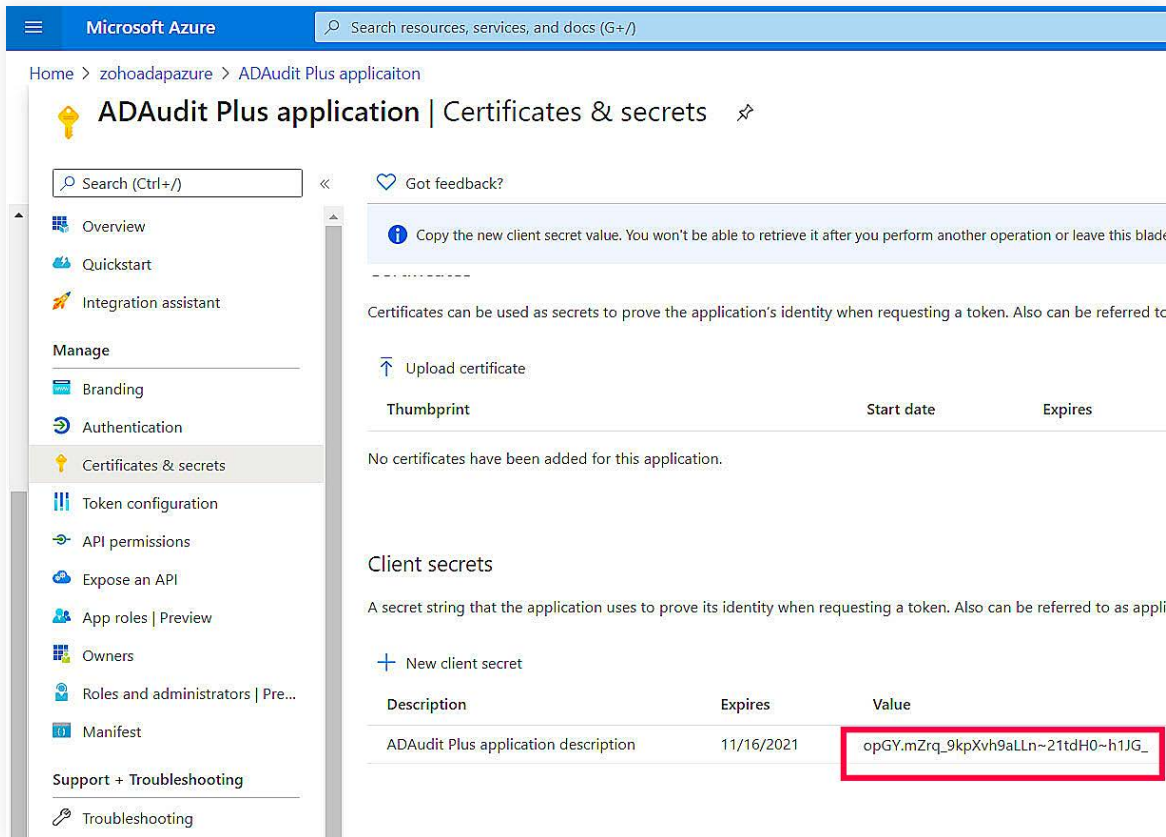 Microsoft Azure
Search resources, services, and docs (G+/)
Home > zohoadapazure > ADAudit Plus applicaiton
ADAudit Plus application | Certificates & secrets
Search (Ctrl+/)
«
Got feedback?
Overview
Quickstart
Integration assistant
Manage
Branding
Authentication
Certificates & secrets
Token configuration
API permissions
Expose an API
App roles | Preview
Owners
Roles and administrators | Pre...
Manifest
Support + Troubleshooting
Troubleshooting
Copy the new client secret value. You won't be able to retrieve it after you perform another operation or leave this blade
Certificates can be used as secrets to prove the application's identity when requesting a token. Also can be referred to
Upload certificate
Thumbprint Start date Expires
No certificates have been added for this application.
Client secrets
A secret string that the application uses to prove its identity when requesting a token. Also can be referred to as appli
New client secret
Description Expires Value
ADAudit Plus application description 11/16/2021 opGY.mZrq_9kpXvh9aLLn~21tdH0~h1JG_